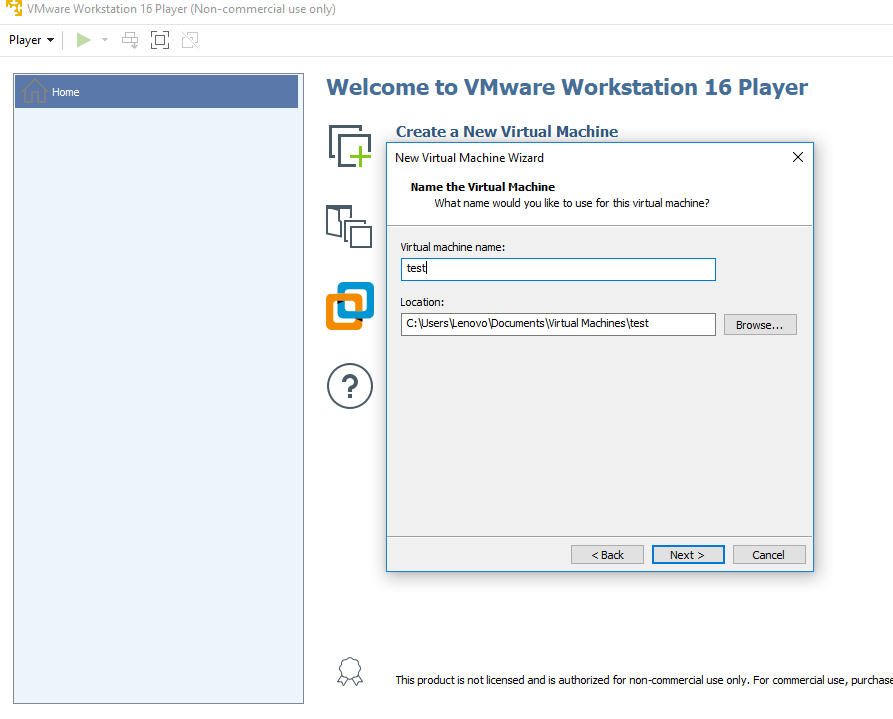 VMware Workstation 16 Player (Non-commercial use only)
Player
Home
Welcome to VMware Workstation 16 Player
Create a New Virtual Machine
New Virtual Machine Wizard
Name the Virtual Machine
What name would you like to use for this virtual machine?
Virtual machine name:
test
Location:
C:\Users\Lenovo\Documents\Virtual Machines\test
Browse...
< Back
Next >
Cancel
?
This product is not licensed and is authorized for non-commercial use only. For commercial use, purchase